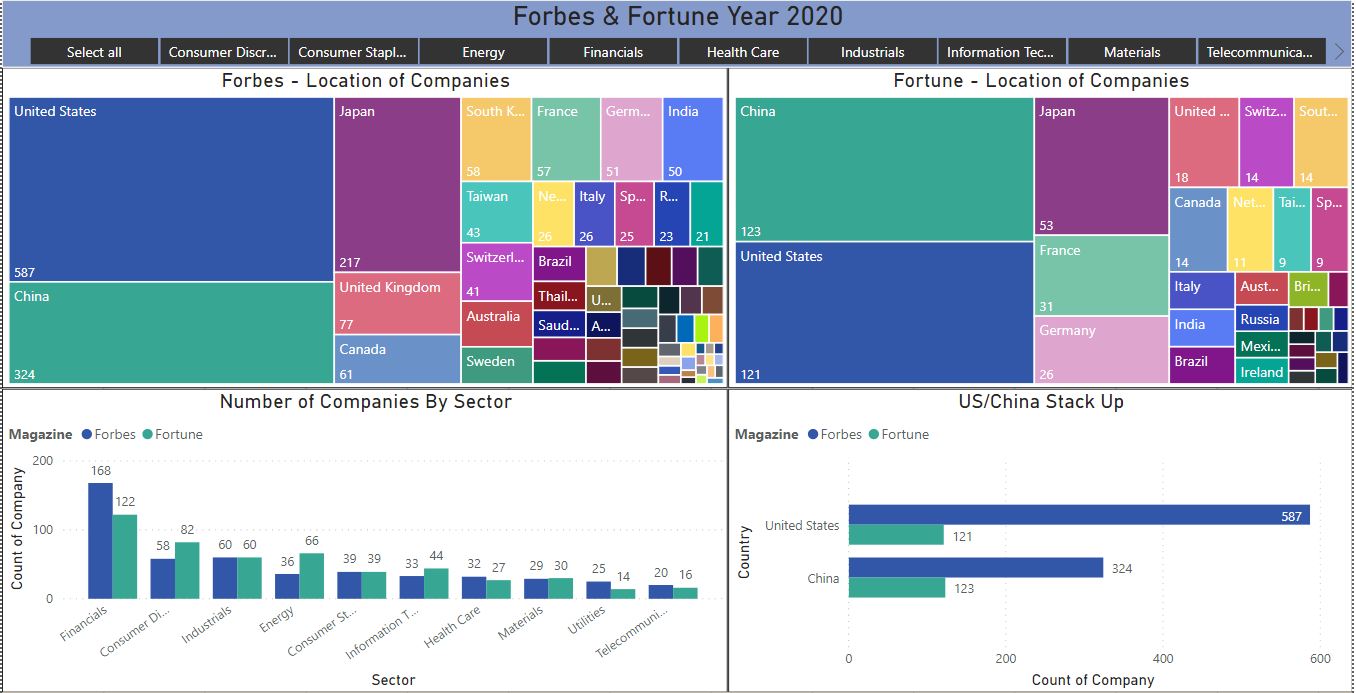 Forbes & Fortune Year 2020
Select all
Consumer Discr...
Consumer Stapl...
Energy
Financials
Health Care
Industrials
Information Tec...
Materials
Telecommunica...
Forbes - Location of Companies
United States
587
China
324
Japan
217
United Kingdom
77
Canada
61
South K...
58
France
57
Germ...
51
India
50
Taiwan
43
Switzerl...
41
Australia
Sweden
Ne...
26
Italy
26
Sp...
25
R...
23
21
Brazil
Thail...
Saud...
U...
A...
Fortune - Location of Companies
China
123
United States
121
Japan
53
France
31
Germany
26
United ...
18
Switz...
14
Sout...
14
Canada
14
Net...
11
Tai...
9
Sp...
9
Italy
India
Brazil
Aust...
Russia
Mexi...
Ireland
Bri...
Number of Companies By Sector
Magazine Forbes Fortune
Count of Company
200
100
0
168
122
58
82
60
60
36
66
39
39
33
44
32
27
29
30
25
14
20
16
Financials
Consumer Di...
Industrials
Energy
Consumer St...
Information T...
Health Care
Materials
Utilities
Telecommuni...
Sector
US/China Stack Up
Magazine Forbes Fortune
Country
United States
587
121
China
324
123
0
200
400
600
Count of Company